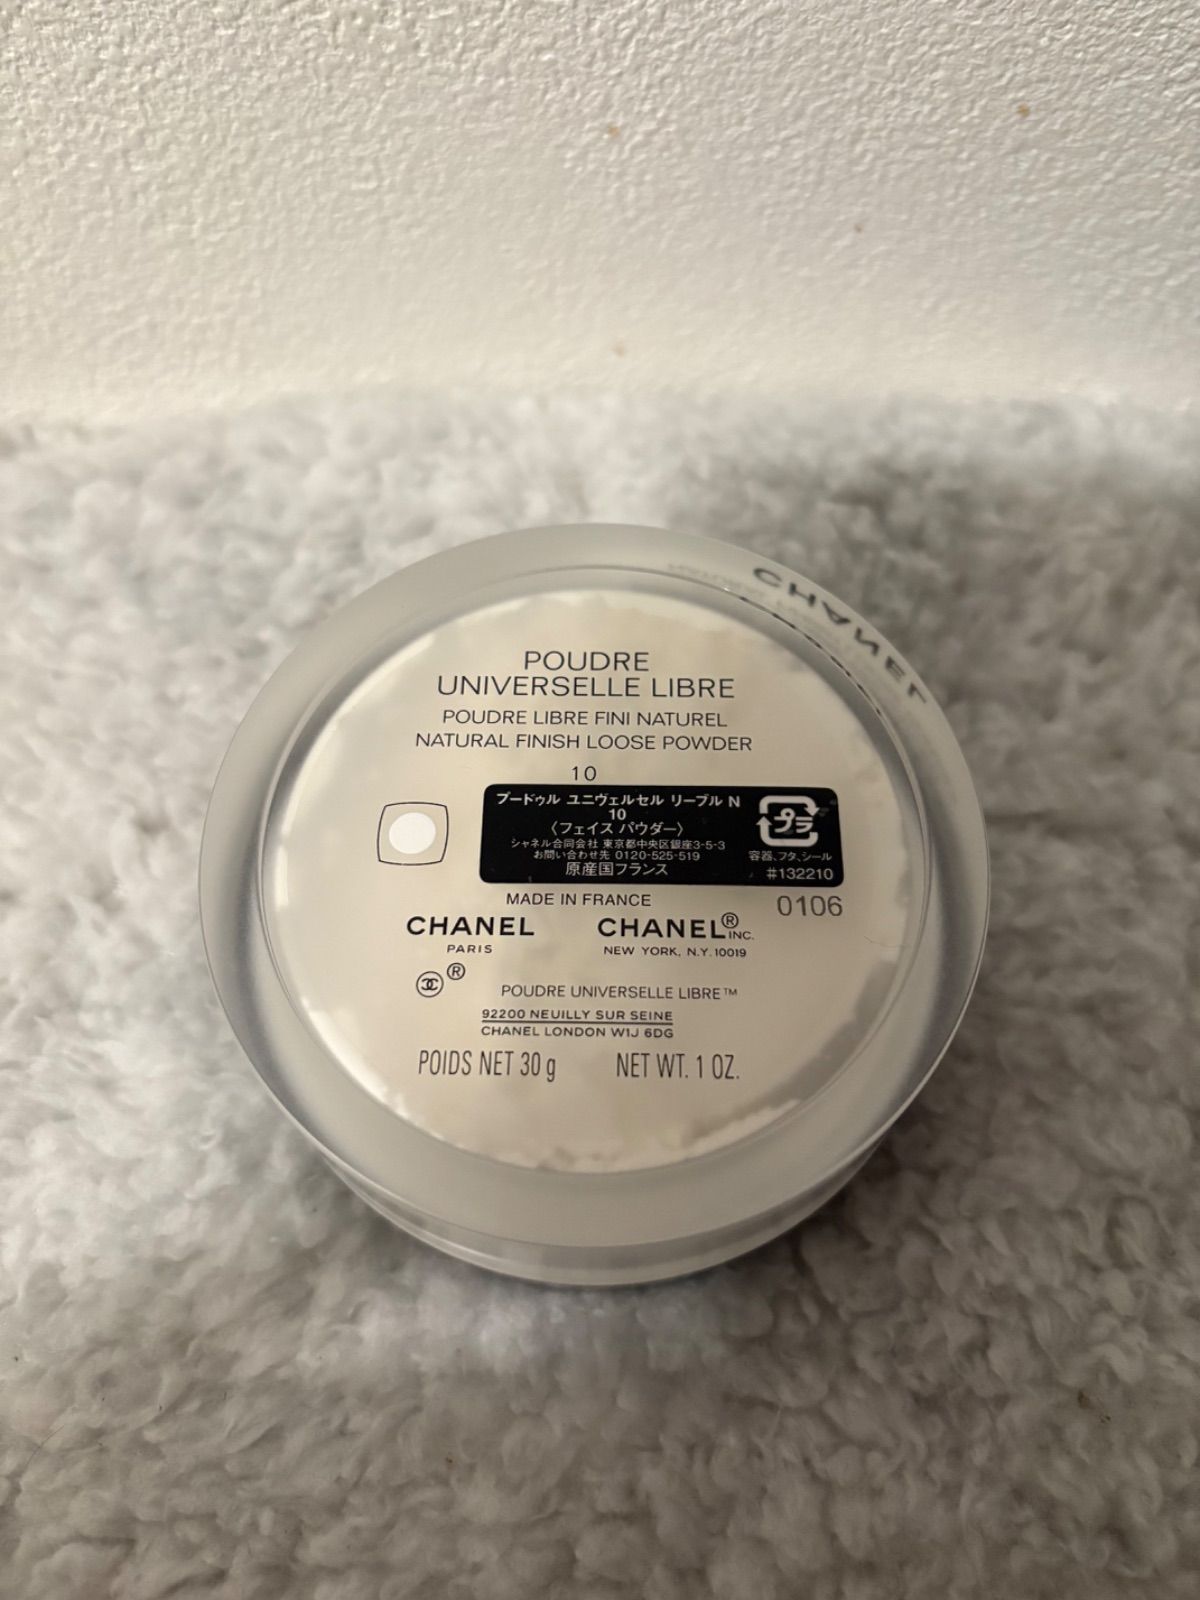 CHANEL
POUDRE
UNIVERSELLE LIBRE
POUDRE LIBRE FINI NATUREL
NATURAL FINISH LOOSE POWDER
10
プードゥル ユニヴェルセル リーブル N
10
〈フェイス パウダー〉
シャネル合同会社 東京都中央区銀座3-5-3
お問い合わせ先 0120-525-519
原産国フランス
プラ
容器、フタ、シール
#132210
MADE IN FRANCE
0106
CHANEL
PARIS
CHANEL® INC.
NEW YORK, N.Y. 10019
®
POUDRE UNIVERSELLE LIBRE™
92200 NEUILLY SUR SEINE
CHANEL LONDON W1J 6DG
POIDS NET 30 g NET WT. 1 OZ.